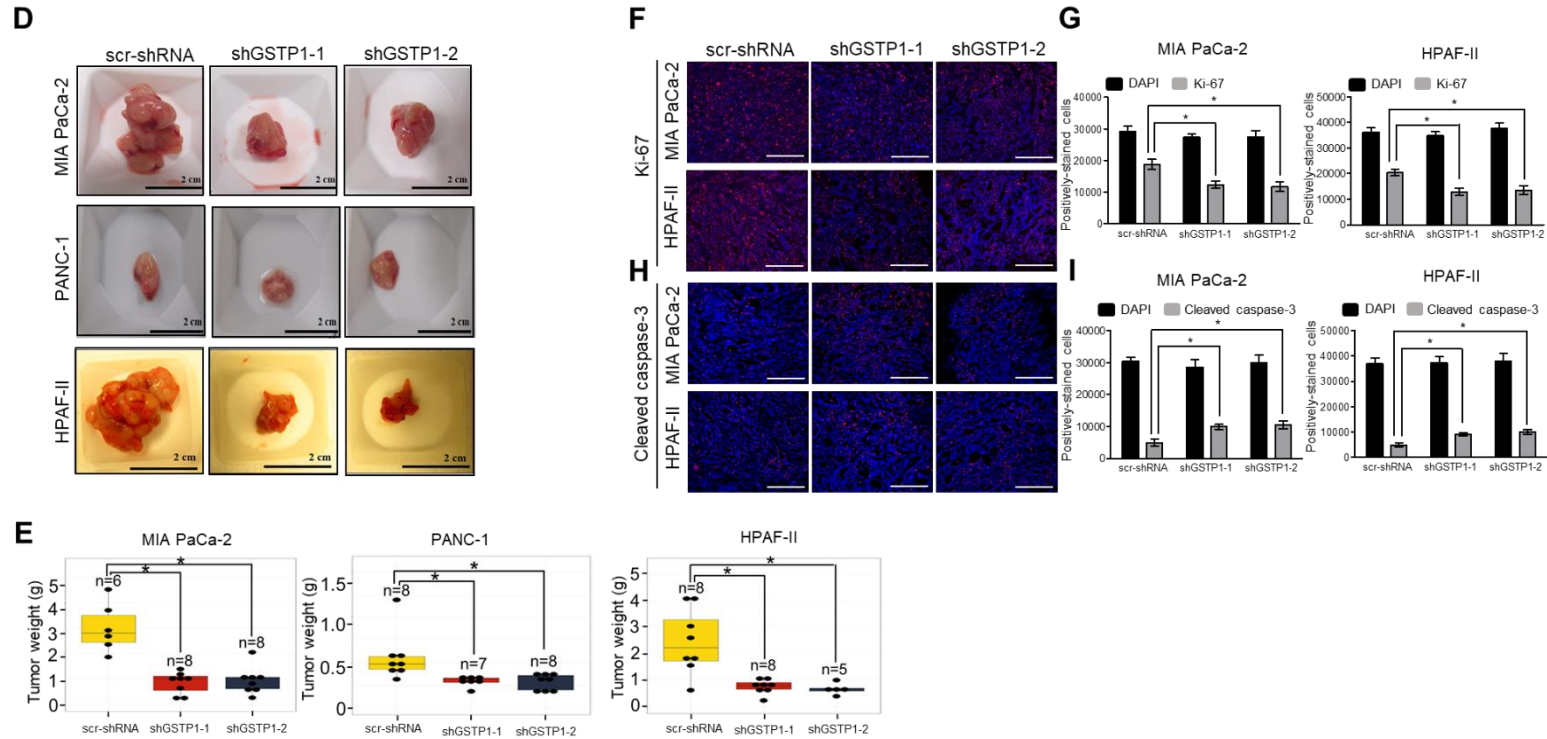 D
scr-shRNA shGSTP1-1 shGSTP1-2
MIA PaCa-2
2 cm 2 cm 2 cm
PANC-1
2 cm 2 cm 2 cm
HPAF-II
2 cm 2 cm 2 cm
E
MIA PaCa-2
Tumor weight (g)
5
4
3
2
1
0
n=6
n=8
n=8
*
*
scr-shRNA shGSTP1-1 shGSTP1-2
PANC-1
Tumor weight (g)
1.5
1.0
0.5
0
n=8
n=7
n=8
*
*
scr-shRNA shGSTP1-1 shGSTP1-2
HPAF-II
Tumor weight (g)
5
4
3
2
1
0
n=8
n=8
n=5
*
*
scr-shRNA shGSTP1-1 shGSTP1-2
F
scr-shRNA shGSTP1-1 shGSTP1-2
Ki-67
MIA PaCa-2
HPAF-II
G
MIA PaCa-2
DAPI Ki-67
Positively-stained cells
40000
30000
20000
10000
0
*
*
scr-shRNA shGSTP1-1 shGSTP1-2
HPAF-II
DAPI Ki-67
Positively-stained cells
50000
40000
30000
20000
10000
0
*
*
scr-shRNA shGSTP1-1 shGSTP1-2
H
Cleaved caspase-3
MIA PaCa-2
HPAF-II
I
MIA PaCa-2
DAPI Cleaved caspase-3
Positively-stained cells
40000
30000
20000
10000
0
*
*
scr-shRNA shGSTP1-1 shGSTP1-2
HPAF-II
DAPI Cleaved caspase-3
Positively-stained cells
50000
40000
30000
20000
10000
0
*
*
scr-shRNA shGSTP1-1 shGSTP1-2